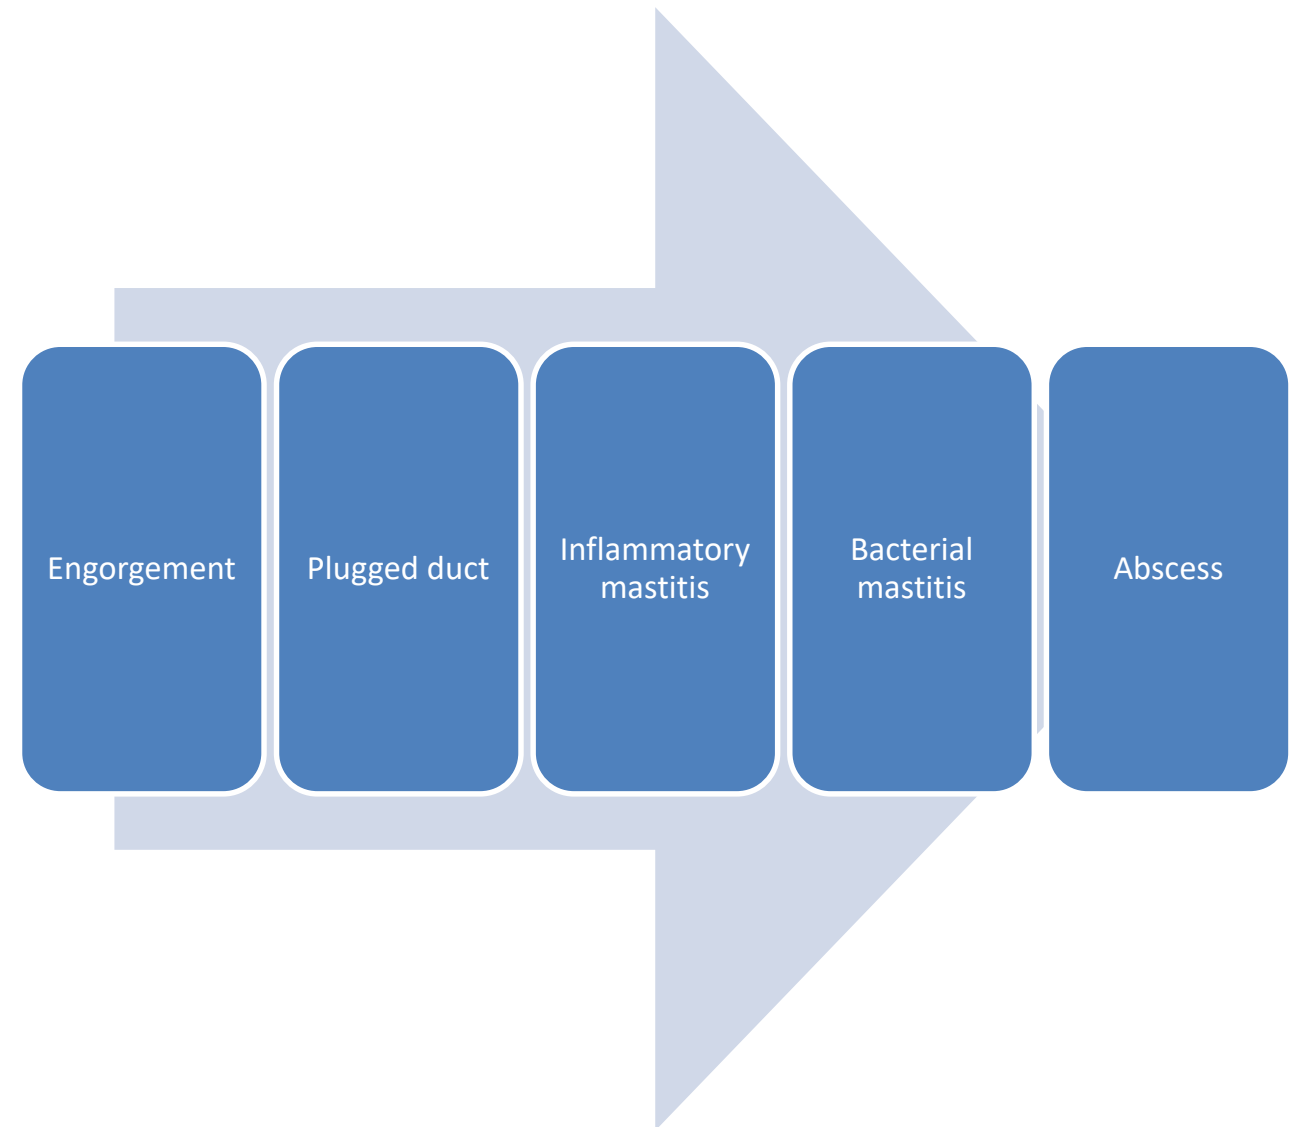 Engorgement
Plugged duct
Inflammatory
mastitis
Bacterial
mastitis
Abscess